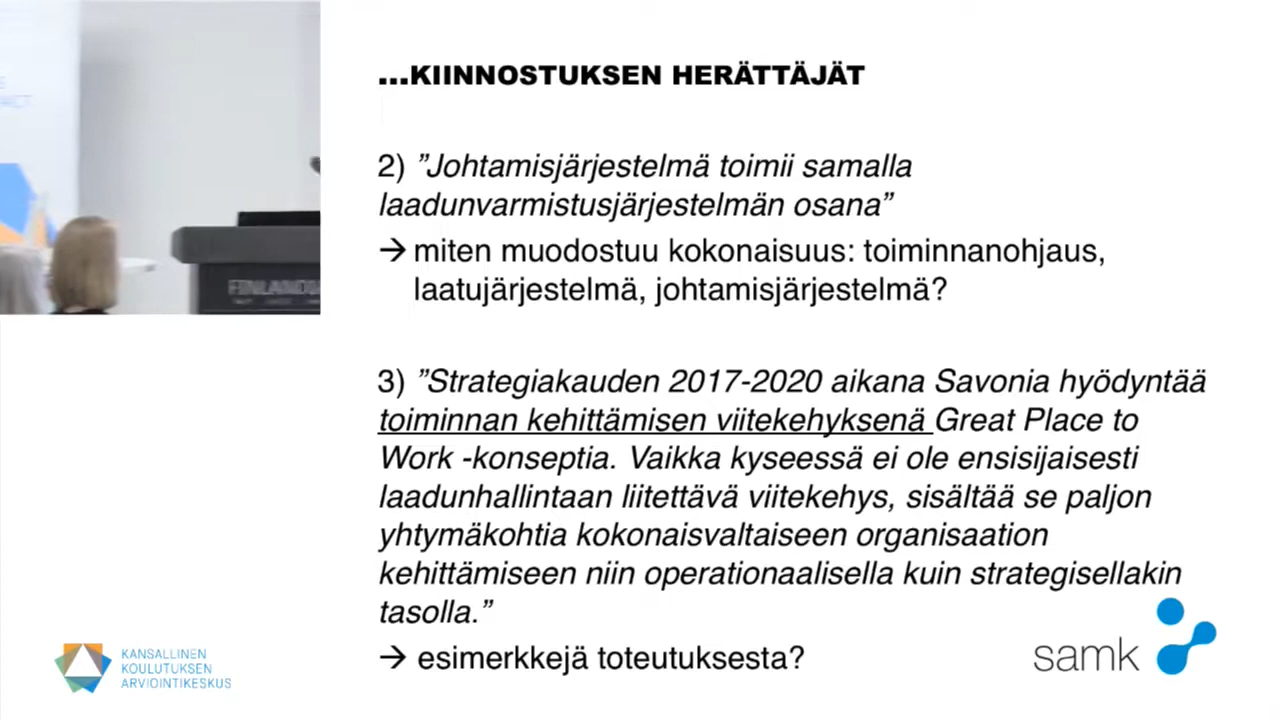 ...KIINNOSTUKSEN HERÄTTÄJÄT
2) ”Johtamisjärjestelmä toimii samalla
laadunvarmistusjärjestelmän osana”
→ miten muodostuu kokonaisuus: toiminnanohjaus,
laatujärjestelmä, johtamisjärjestelmä?
3) ”Strategiakauden 2017-2020 aikana Savonia hyödyntää
toiminnan kehittämisen viitekehyksenä Great Place to
Work -konseptia. Vaikka kyseessä ei ole ensisijaisesti
laadunhallintaan liitettävä viitekehys, sisältää se paljon
yhtymäkohtia kokonaisvaltaiseen organisaation
kehittämiseen niin operationaalisella kuin strategisellakin
tasolla.”
→ esimerkkejä toteutuksesta?
KANSALLINEN
KOULUTUKSEN
ARVIOINTIKESKUS
samk